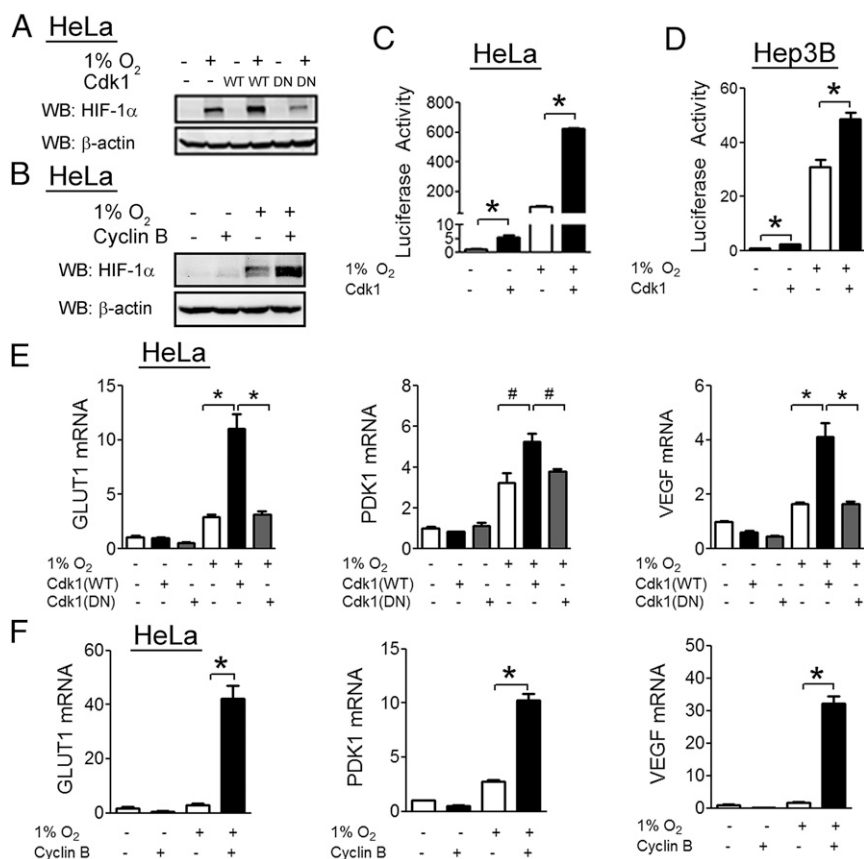 A HeLa
1% O2 - + - + - +
Cdk1 2 - - WT WT DN DN
WB: HIF-1α
WB: β-actin
B HeLa
1% O2 - - + +
Cyclin B - + - +
WB: HIF-1α
WB: β-actin
C HeLa
Luciferase Activity
800
600
400
200
10
5
0
* *
1% O2 - - + +
Cdk1 - + - +
D Hep3B
Luciferase Activity
60
40
20
0
* *
1% O2 - - + +
Cdk1 - + - +
E HeLa
GLUT1 mRNA
15
10
5
0
* *
1% O2 - - - + + +
Cdk1(WT) - + - - + -
Cdk1(DN) - - + - - +
PDK1 mRNA
8
6
4
2
0
# #
1% O2 - - - + + +
Cdk1(WT) - + - - + -
Cdk1(DN) - - + - - +
VEGF mRNA
6
4
2
0
* *
1% O2 - - - + + +
Cdk1(WT) - + - - + -
Cdk1(DN) - - + - - +
F HeLa
GLUT1 mRNA
60
40
20
0
*
1% O2 - - + +
Cyclin B - + - +
PDK1 mRNA
15
10
5
0
*
1% O2 - - + +
Cyclin B - + - +
VEGF mRNA
40
30
20
10
0
*
1% O2 - - + +
Cyclin B - + - +